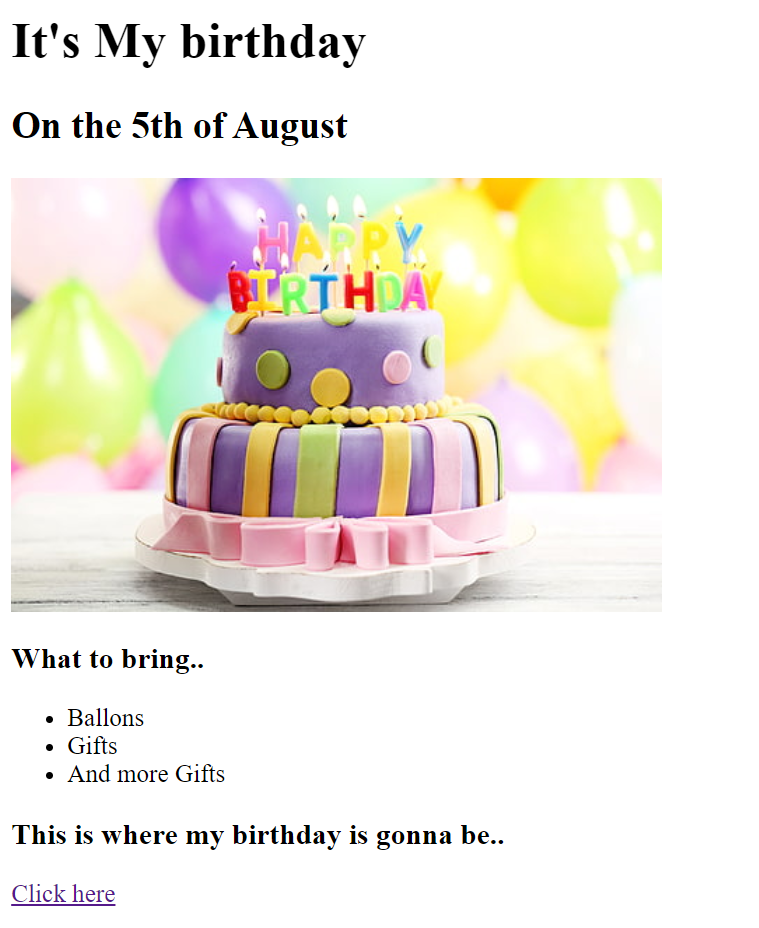 It's My birthday
On the 5th of August
HAPPY
BIRTHDAY
What to bring..
Ballons
Gifts
And more Gifts
This is where my birthday is gonna be..
Click here